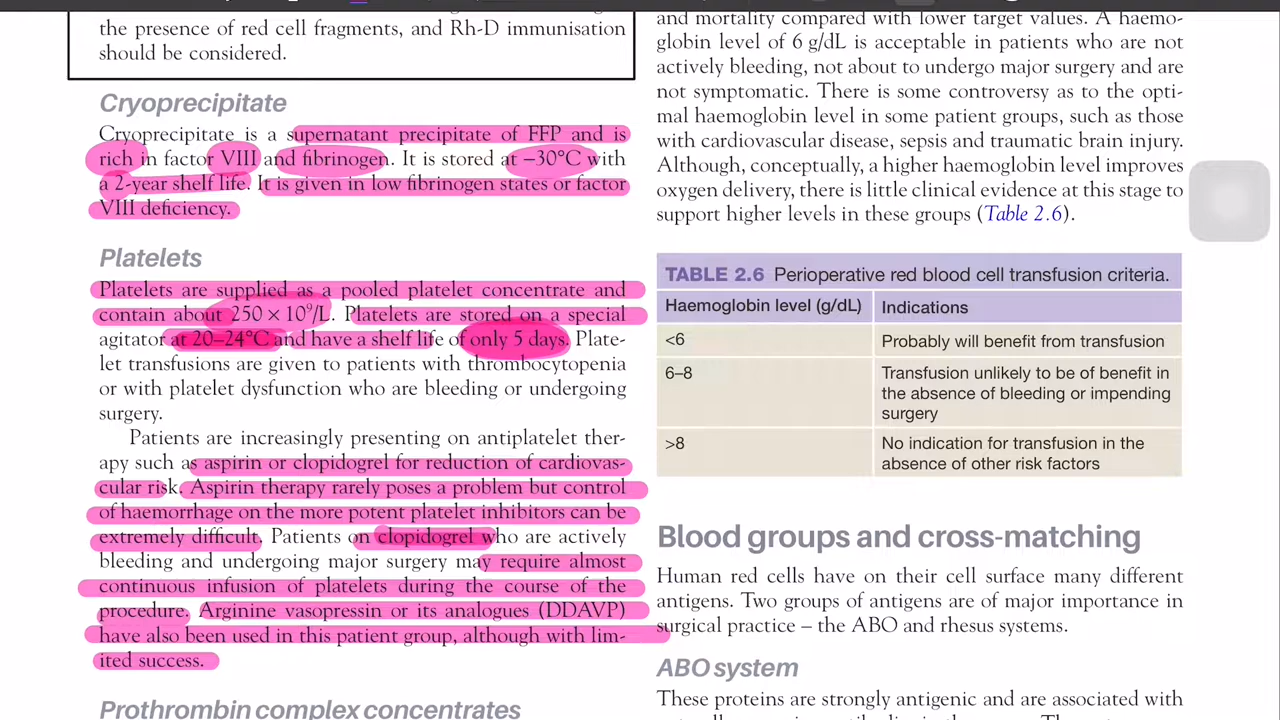 the presence of red cell fragments, and Rh-D immunisation
should be considered.
Cryoprecipitate
Cryoprecipitate is a supernatant precipitate of FFP and is
rich in factor VIII and fibrinogen. It is stored at −30°C with
a 2-year shelf life. It is given in low fibrinogen states or factor
VIII deficiency.
Platelets
Platelets are supplied as a pooled platelet concentrate and
contain about 250 × 10⁹/L. Platelets are stored on a special
agitator at 20–24°C and have a shelf life of only 5 days. Plate-
let transfusions are given to patients with thrombocytopenia
or with platelet dysfunction who are bleeding or undergoing
surgery.
Patients are increasingly presenting on antiplatelet ther-
apy such as aspirin or clopidogrel for reduction of cardiovas-
cular risk. Aspirin therapy rarely poses a problem but control
of haemorrhage on the more potent platelet inhibitors can be
extremely difficult. Patients on clopidogrel who are actively
bleeding and undergoing major surgery may require almost
continuous infusion of platelets during the course of the
procedure. Arginine vasopressin or its analogues (DDAVP)
have also been used in this patient group, although with lim-
ited success.
Prothrombin complex concentrates
and mortality compared with lower target values. A haemo-
globin level of 6 g/dL is acceptable in patients who are not
actively bleeding, not about to undergo major surgery and are
not symptomatic. There is some controversy as to the opti-
mal haemoglobin level in some patient groups, such as those
with cardiovascular disease, sepsis and traumatic brain injury.
Although, conceptually, a higher haemoglobin level improves
oxygen delivery, there is little clinical evidence at this stage to
support higher levels in these groups (Table 2.6).
TABLE 2.6 Perioperative red blood cell transfusion criteria.
Haemoglobin level (g/dL) Indications
<6 Probably will benefit from transfusion
6–8 Transfusion unlikely to be of benefit in
the absence of bleeding or impending
surgery
>8 No indication for transfusion in the
absence of other risk factors
Blood groups and cross-matching
Human red cells have on their cell surface many different
antigens. Two groups of antigens are of major importance in
surgical practice – the ABO and rhesus systems.
ABO system
These proteins are strongly antigenic and are associated with